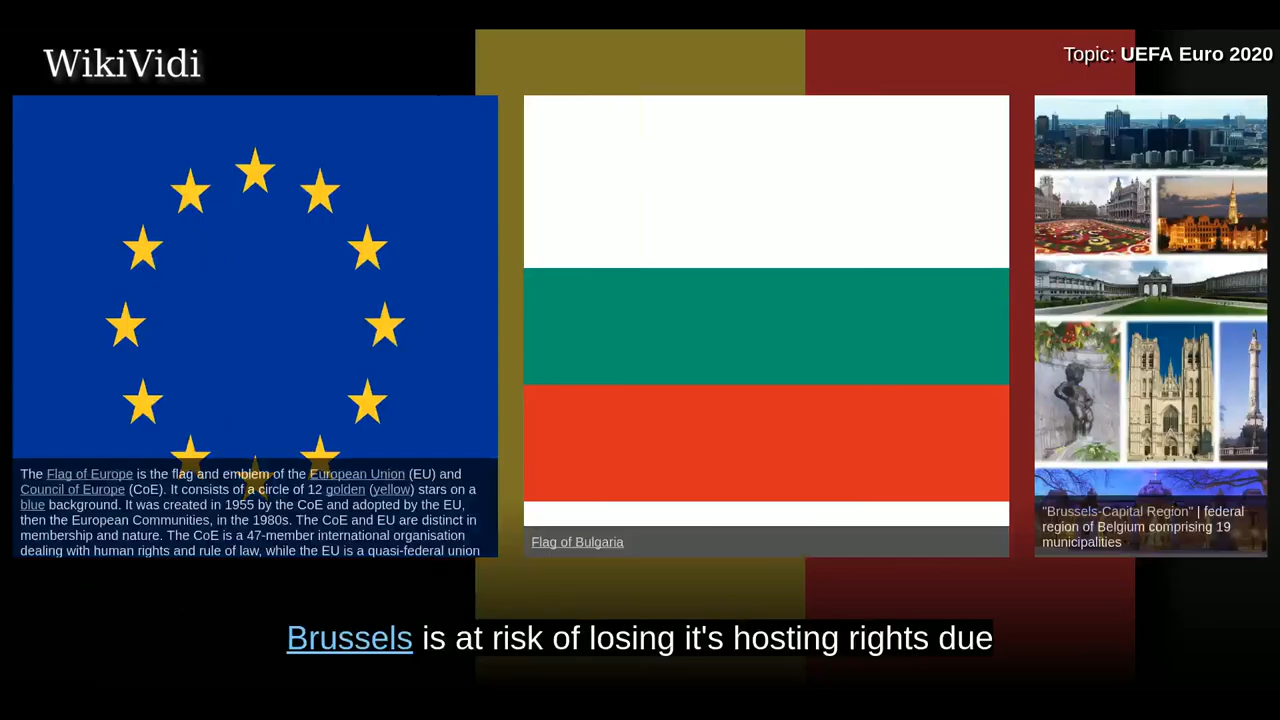 WikiVidi
Topic: UEFA Euro 2020
The Flag of Europe is the flag and emblem of the European Union (EU) and
Council of Europe (CoE). It consists of a circle of 12 golden (yellow) stars on a
blue background. It was created in 1955 by the CoE and adopted by the EU,
then the European Communities, in the 1980s. The CoE and EU are distinct in
membership and nature. The CoE is a 47-member international organisation
dealing with human rights and rule of law, while the EU is a quasi-federal union
Flag of Bulgaria
"Brussels-Capital Region" | federal
region of Belgium comprising 19
municipalities
Brussels is at risk of losing it's hosting rights due